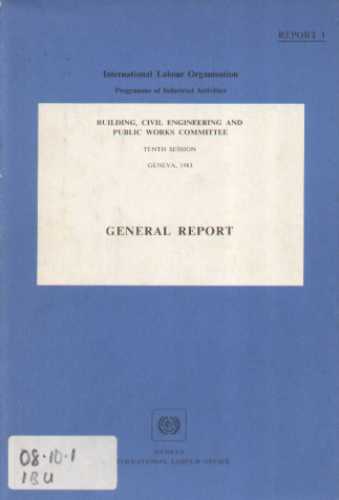 REPORT I
International Labour Organisation
Programme of Industrial Activities
BUILDING, CIVIL ENGINEERING AND
PUBLIC WORKS COMMITTEE
TENTH SESSION
GENEVA, 1983
GENERAL REPORT
GENEVA
INTERNATIONAL LABOUR OFFICE
08·10·1
IBU